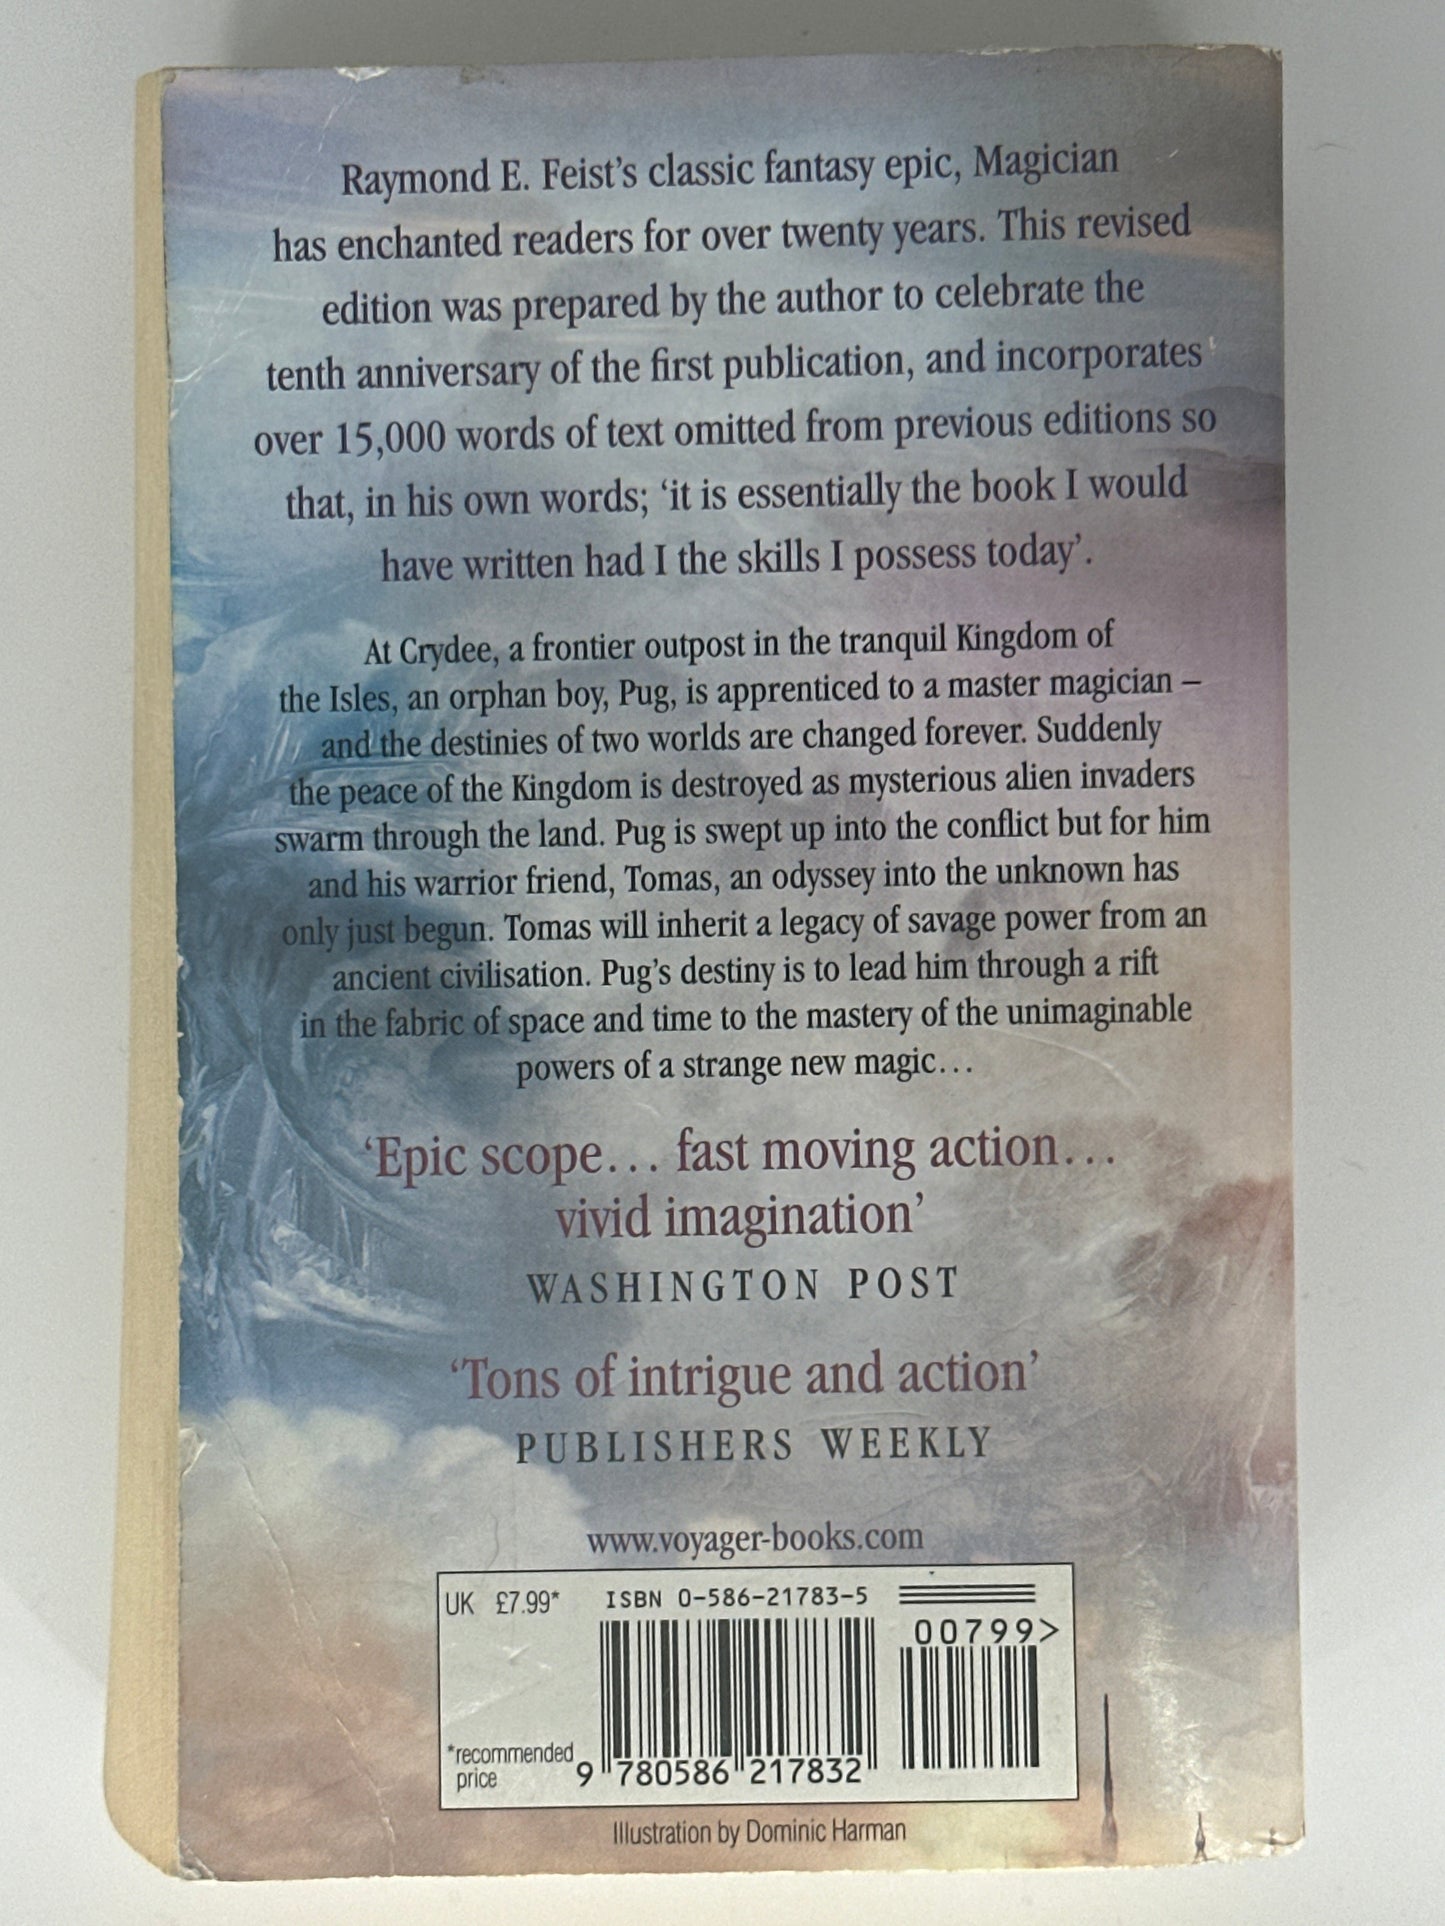 Raymond E. Feist’s classic fantasy epic, Magician
has enchanted readers for over twenty years. This revised
edition was prepared by the author to celebrate the
tenth anniversary of the first publication, and incorporates
over 15,000 words of text omitted from previous editions so
that, in his own words; ‘it is essentially the book I would
have written had I the skills I possess today’.
At Crydee, a frontier outpost in the tranquil Kingdom of
the Isles, an orphan boy, Pug, is apprenticed to a master magician –
and the destinies of two worlds are changed forever. Suddenly
the peace of the Kingdom is destroyed as mysterious alien invaders
swarm through the land. Pug is swept up into the conflict but for him
and his warrior friend, Tomas, an odyssey into the unknown has
only just begun. Tomas will inherit a legacy of savage power from an
ancient civilisation. Pug’s destiny is to lead him through a rift
in the fabric of space and time to the mastery of the unimaginable
powers of a strange new magic…
‘Epic scope… fast moving action…
vivid imagination’
WASHINGTON POST
‘Tons of intrigue and action’
PUBLISHERS WEEKLY
www.voyager-books.com
UK £7.99*
ISBN 0-586-21783-5
00799>
*recommended
price
9 780586 217832
Illustration by Dominic Harman